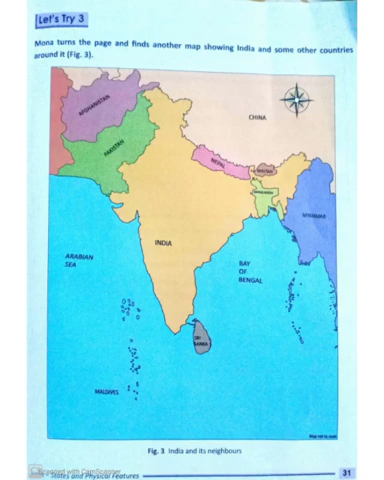 Let's Try 3
Mona turns the page and finds another map showing India and some other countries
around it (Fig. 3).
AFGHANISTAN
CHINA
PAKISTAN
NEPAL
BHUTAN
BANGLADESH
MYANMAR
INDIA
ARABIAN
SEA
BAY
OF
BENGAL
SRI
LANKA
MALDIVES
Map not to scale
Fig. 3 India and its neighbours
Scanned with CamScanner
States and Physical Features
31